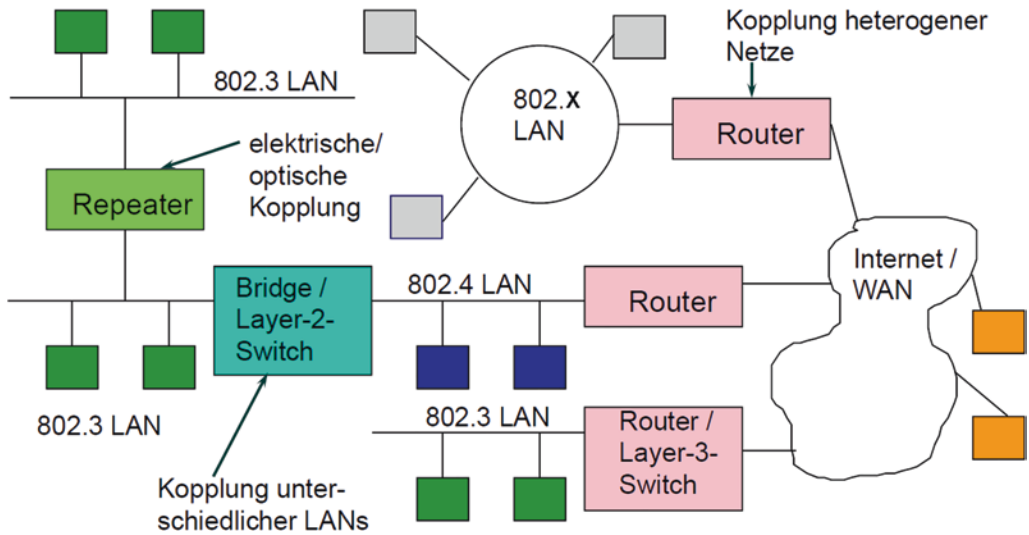 Kopplung heterogener
Netze
802.3 LAN
802.X
LAN
Router
elektrische/
optische
Kopplung
Repeater
Internet /
WAN
Bridge /
Layer-2-
Switch
802.4 LAN
Router
802.3 LAN
802.3 LAN
Router /
Layer-3-
Switch
Kopplung unter-
schiedlicher LANs